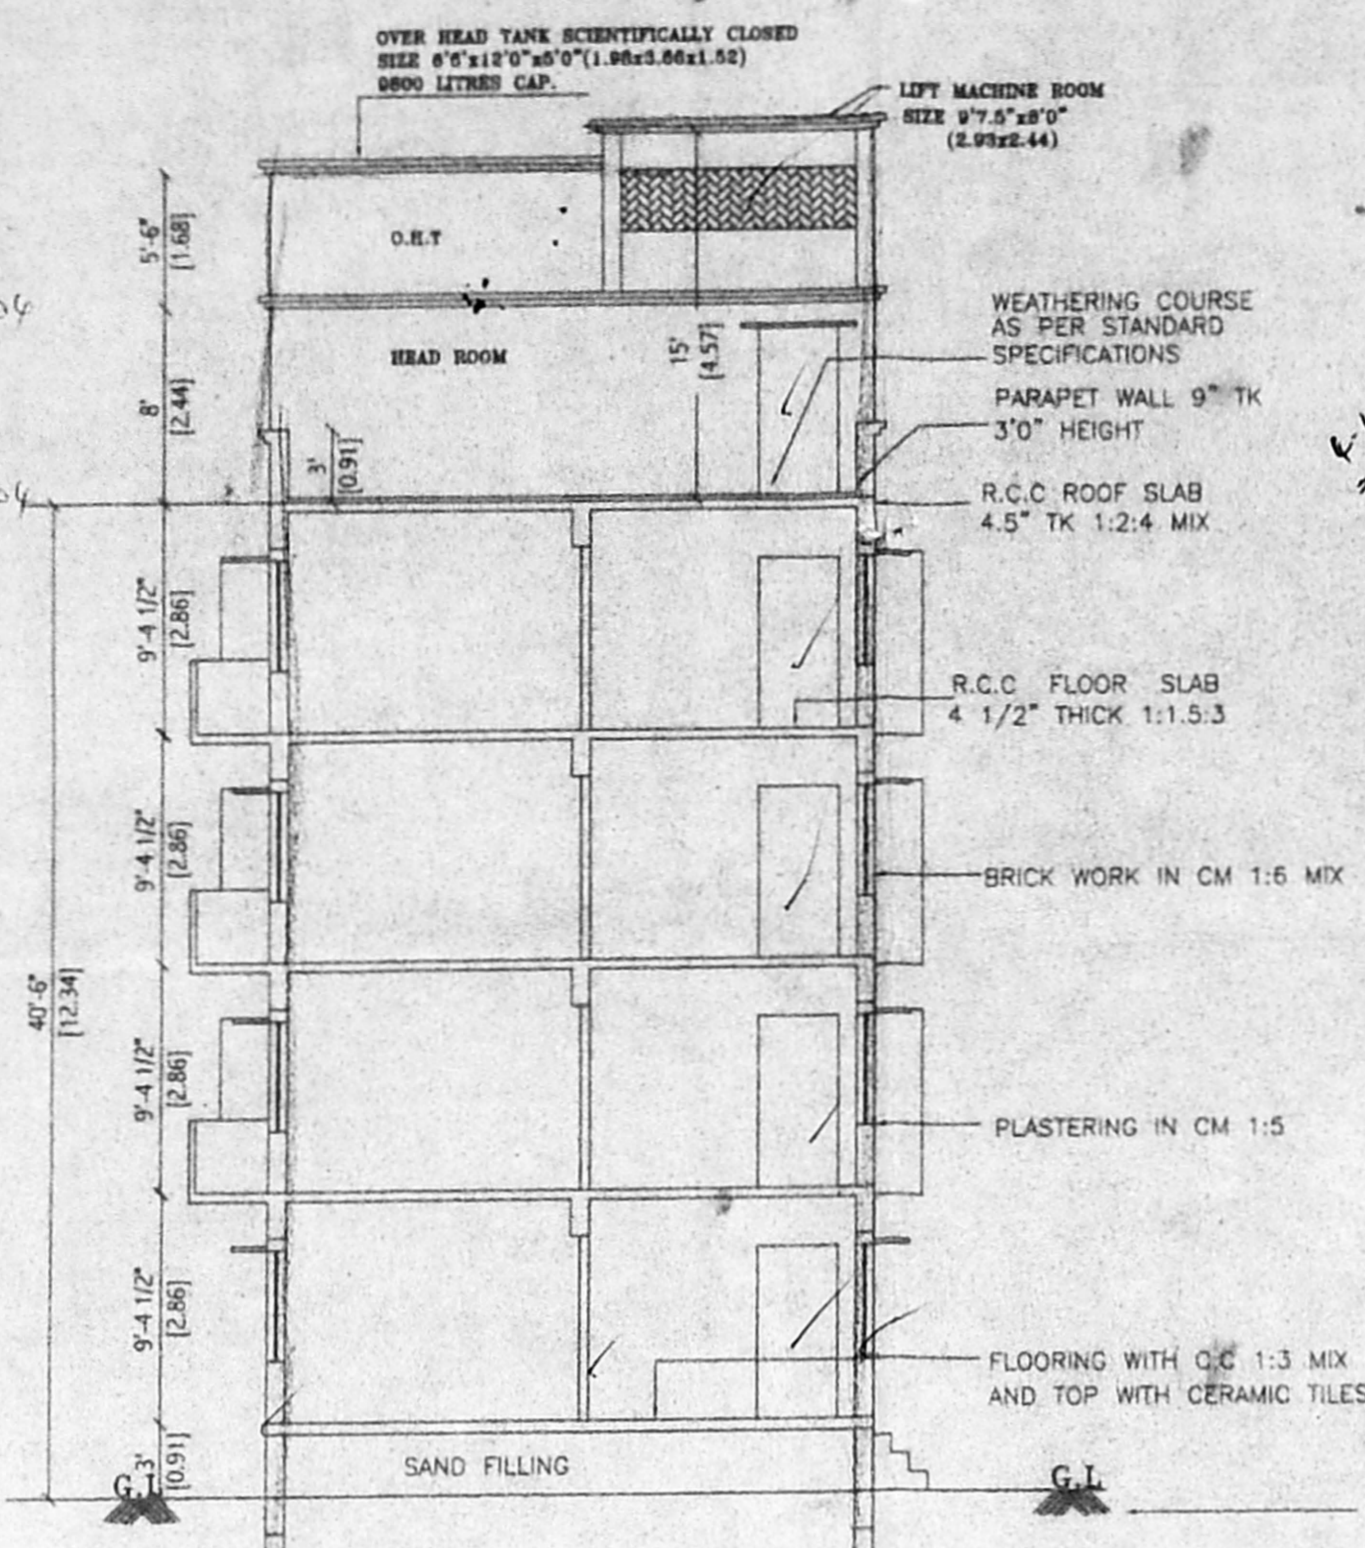 OVER HEAD TANK SCIENTIFICALLY CLOSED
SIZE 6'6"x12'0"x5'0"(1.98x3.66x1.52)
9800 LITRES CAP.
LIFT MACHINE ROOM
SIZE 9'7.5"x8'0"
(2.93x2.44)
5'-6"
[1.68]
O.H.T
HEAD ROOM
8'
[2.44]
15'
[4.57]
3'
[0.91]
WEATHERING COURSE
AS PER STANDARD
SPECIFICATIONS
PARAPET WALL 9" TK
3'0" HEIGHT
R.C.C ROOF SLAB
4.5" TK 1:2:4 MIX
9'-4 1/2"
[2.86]
R.C.C FLOOR SLAB
4 1/2" THICK 1:1.5:3
9'-4 1/2"
[2.86]
BRICK WORK IN CM 1:6 MIX
40'-6"
[12.34]
9'-4 1/2"
[2.86]
PLASTERING IN CM 1:5
9'-4 1/2"
[2.86]
FLOORING WITH C.C 1:3 MIX
AND TOP WITH CERAMIC TILES
3'
[0.91]
SAND FILLING
G.L
G.L